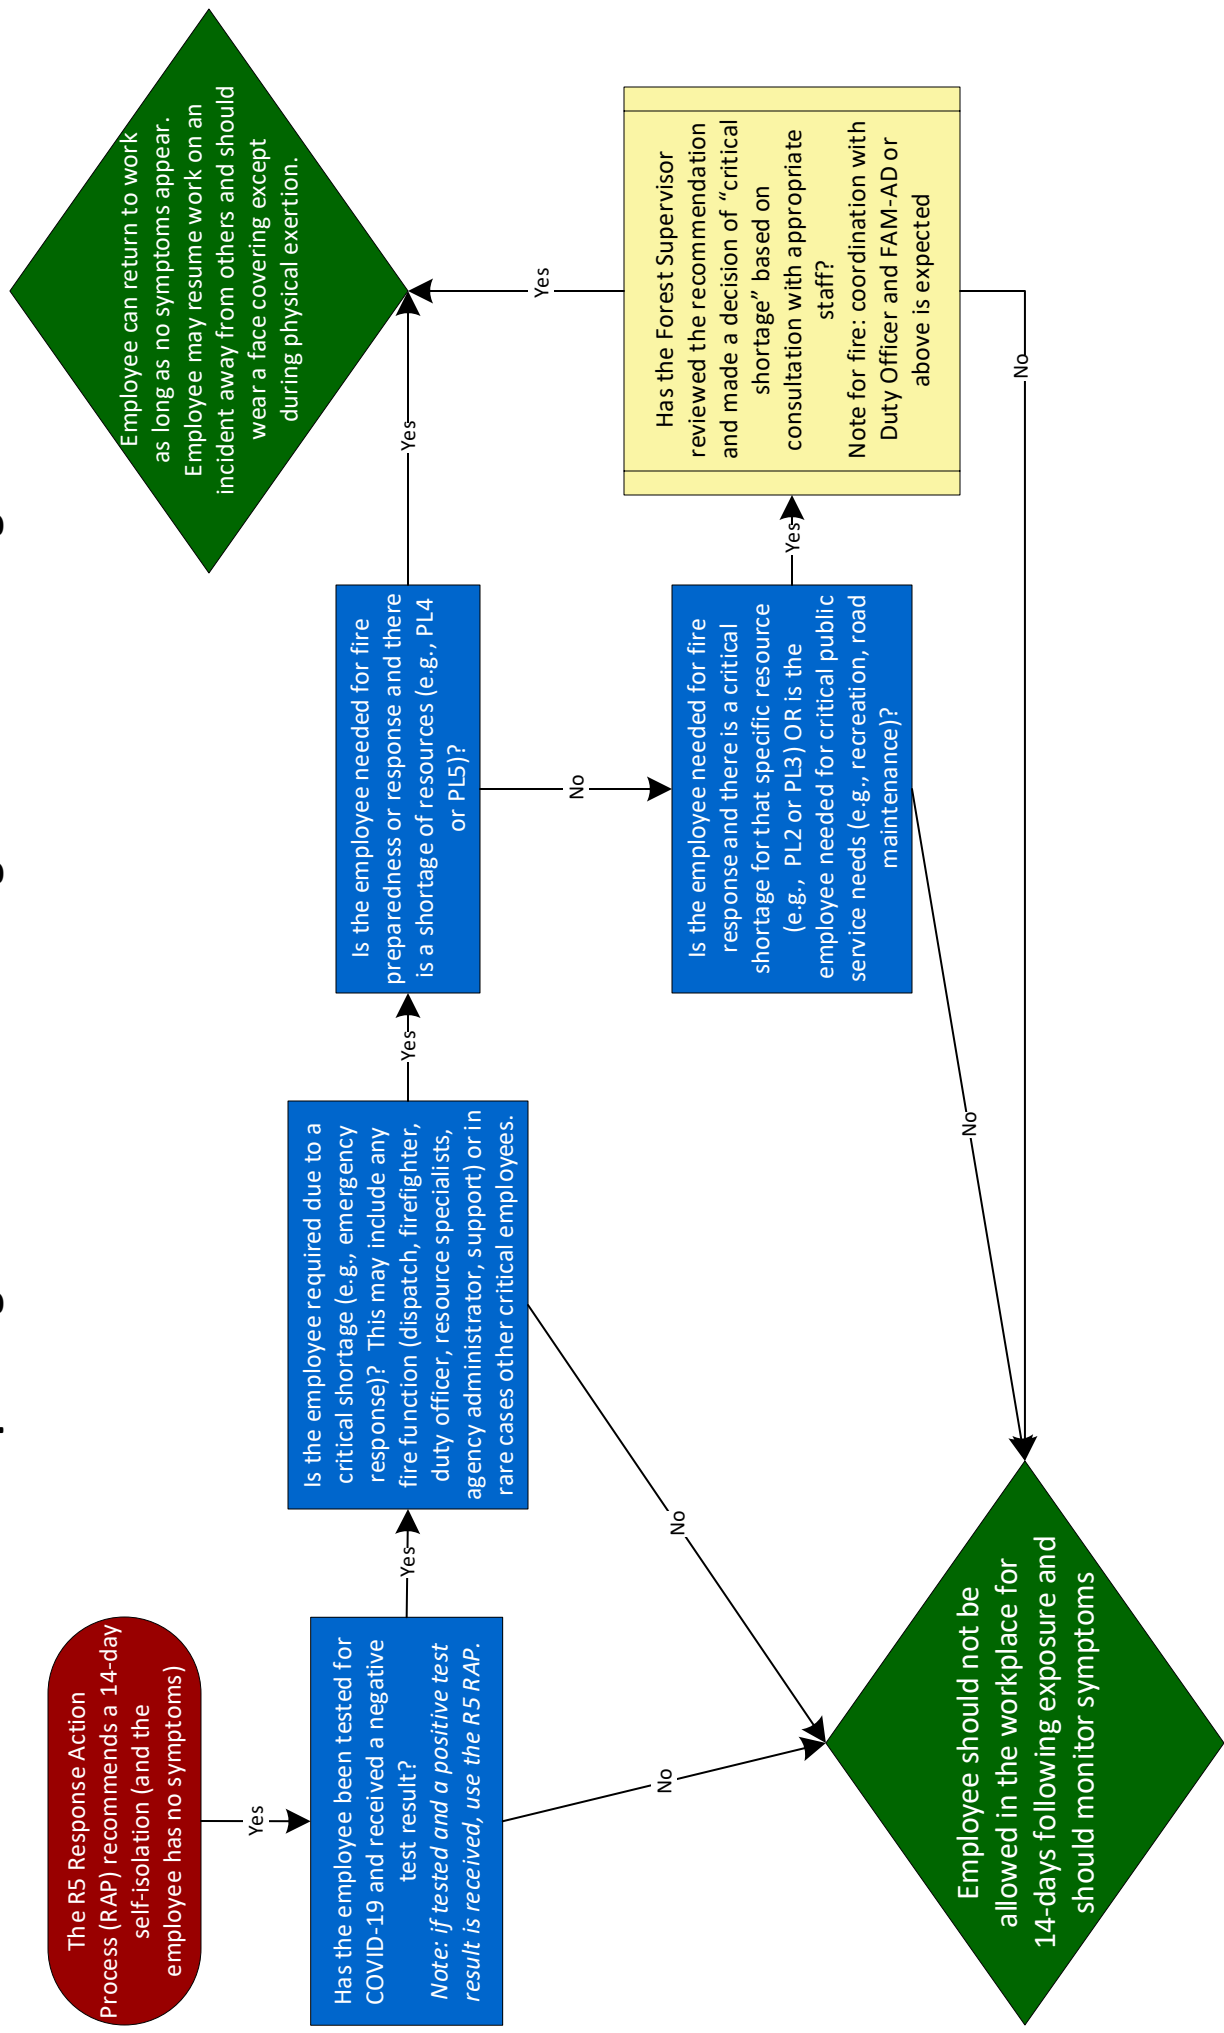 The R5 Response Action
Process (RAP) recommends a 14-day
self-isolation (and the
employee has no symptoms)
Yes
Has the employee been tested for
COVID-19 and received a negative
test result?
Note: if tested and a positive test
result is received, use the R5 RAP.
Yes
No
Is the employee required due to a
critical shortage (e.g., emergency
response)? This may include any
fire function (dispatch, firefighter,
duty officer, resource specialists,
agency administrator, support) or in
rare cases other critical employees.
Yes
No
Is the employee needed for fire
preparedness or response and there
is a shortage of resources (e.g., PL4
or PL5)?
Yes
No
Is the employee needed for fire
response and there is a critical
shortage for that specific resource
(e.g., PL2 or PL3) OR is the
employee needed for critical public
service needs (e.g., recreation, road
maintenance)?
Yes
No
Has the Forest Supervisor
reviewed the recommendation
and made a decision of “critical
shortage” based on
consultation with appropriate
staff?
Note for fire: coordination with
Duty Officer and FAM-AD or
above is expected
Yes
No
Employee can return to work
as long as no symptoms appear.
Employee may resume work on an
incident away from others and should
wear a face covering except
during physical exertion.
Employee should not be
allowed in the workplace for
14-days following exposure and
should monitor symptoms